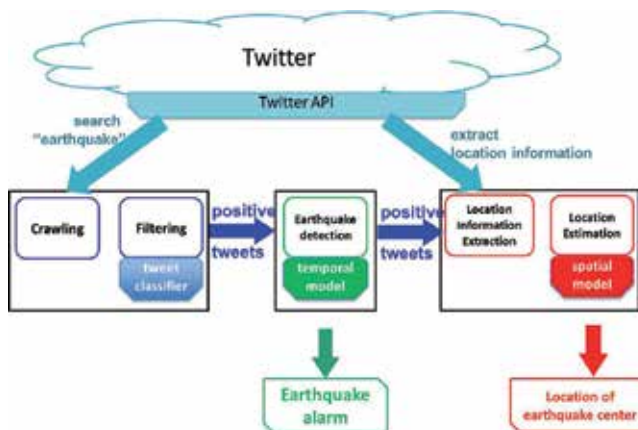 Twitter
Twitter API
search
"earthquake"
extract
location information
Crawling
Filtering
tweet
classifier
positive
tweets
Earthquake
detection
temporal
model
positive
tweets
Location
Information
Extraction
Location
Estimation
spatial
model
Earthquake
alarm
Location of
earthquake center